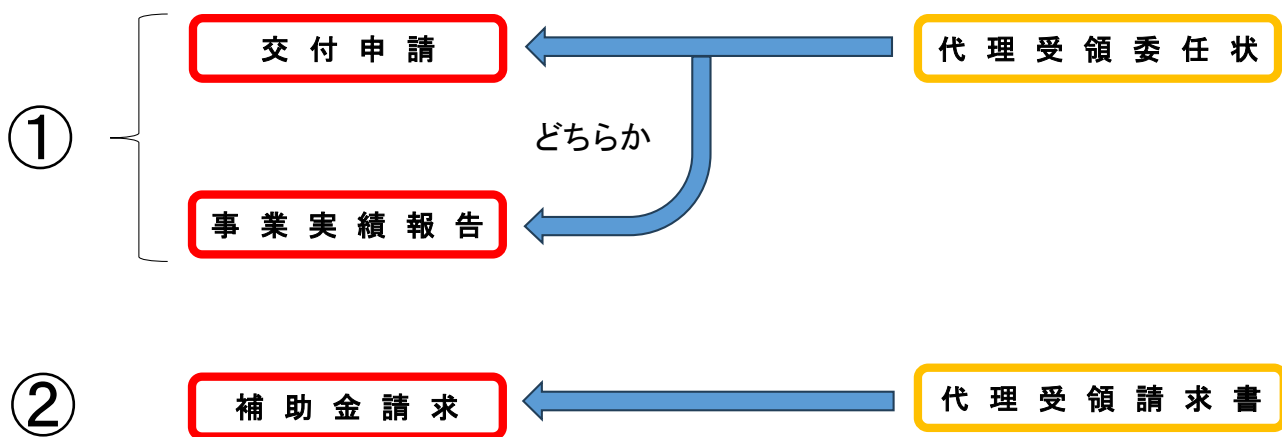 交付申請
代理受領委任状
①
どちらか
事業実績報告
②
補助金請求
代理受領請求書